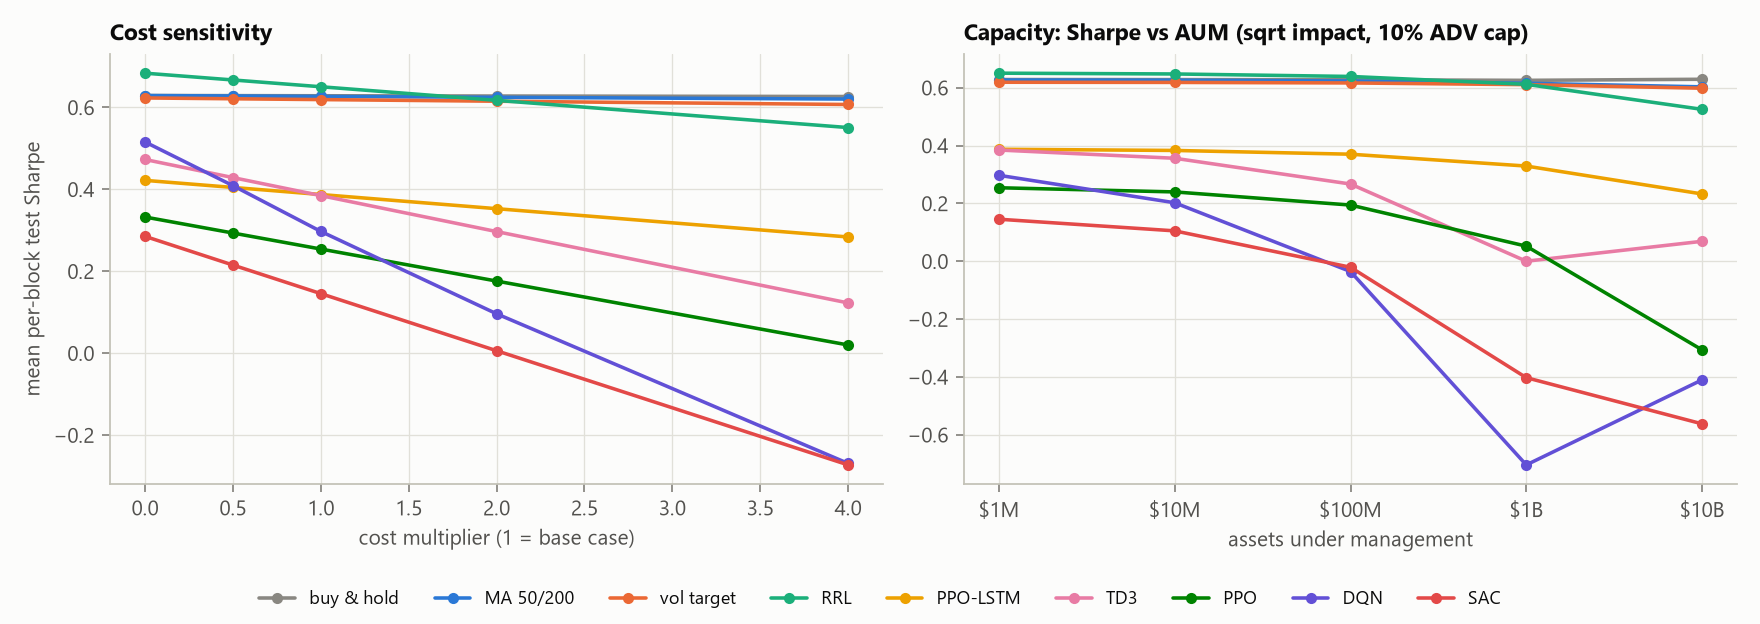 Cost sensitivity
mean per-block test Sharpe
0.6
0.4
0.2
0.0
−0.2
0.0 0.5 1.0 1.5 2.0 2.5 3.0 3.5 4.0
cost multiplier (1 = base case)
Capacity: Sharpe vs AUM (sqrt impact, 10% ADV cap)
0.6
0.4
0.2
0.0
−0.2
−0.4
−0.6
$1M $10M $100M $1B $10B
assets under management
buy & hold MA 50/200 vol target RRL PPO-LSTM TD3 PPO DQN SAC